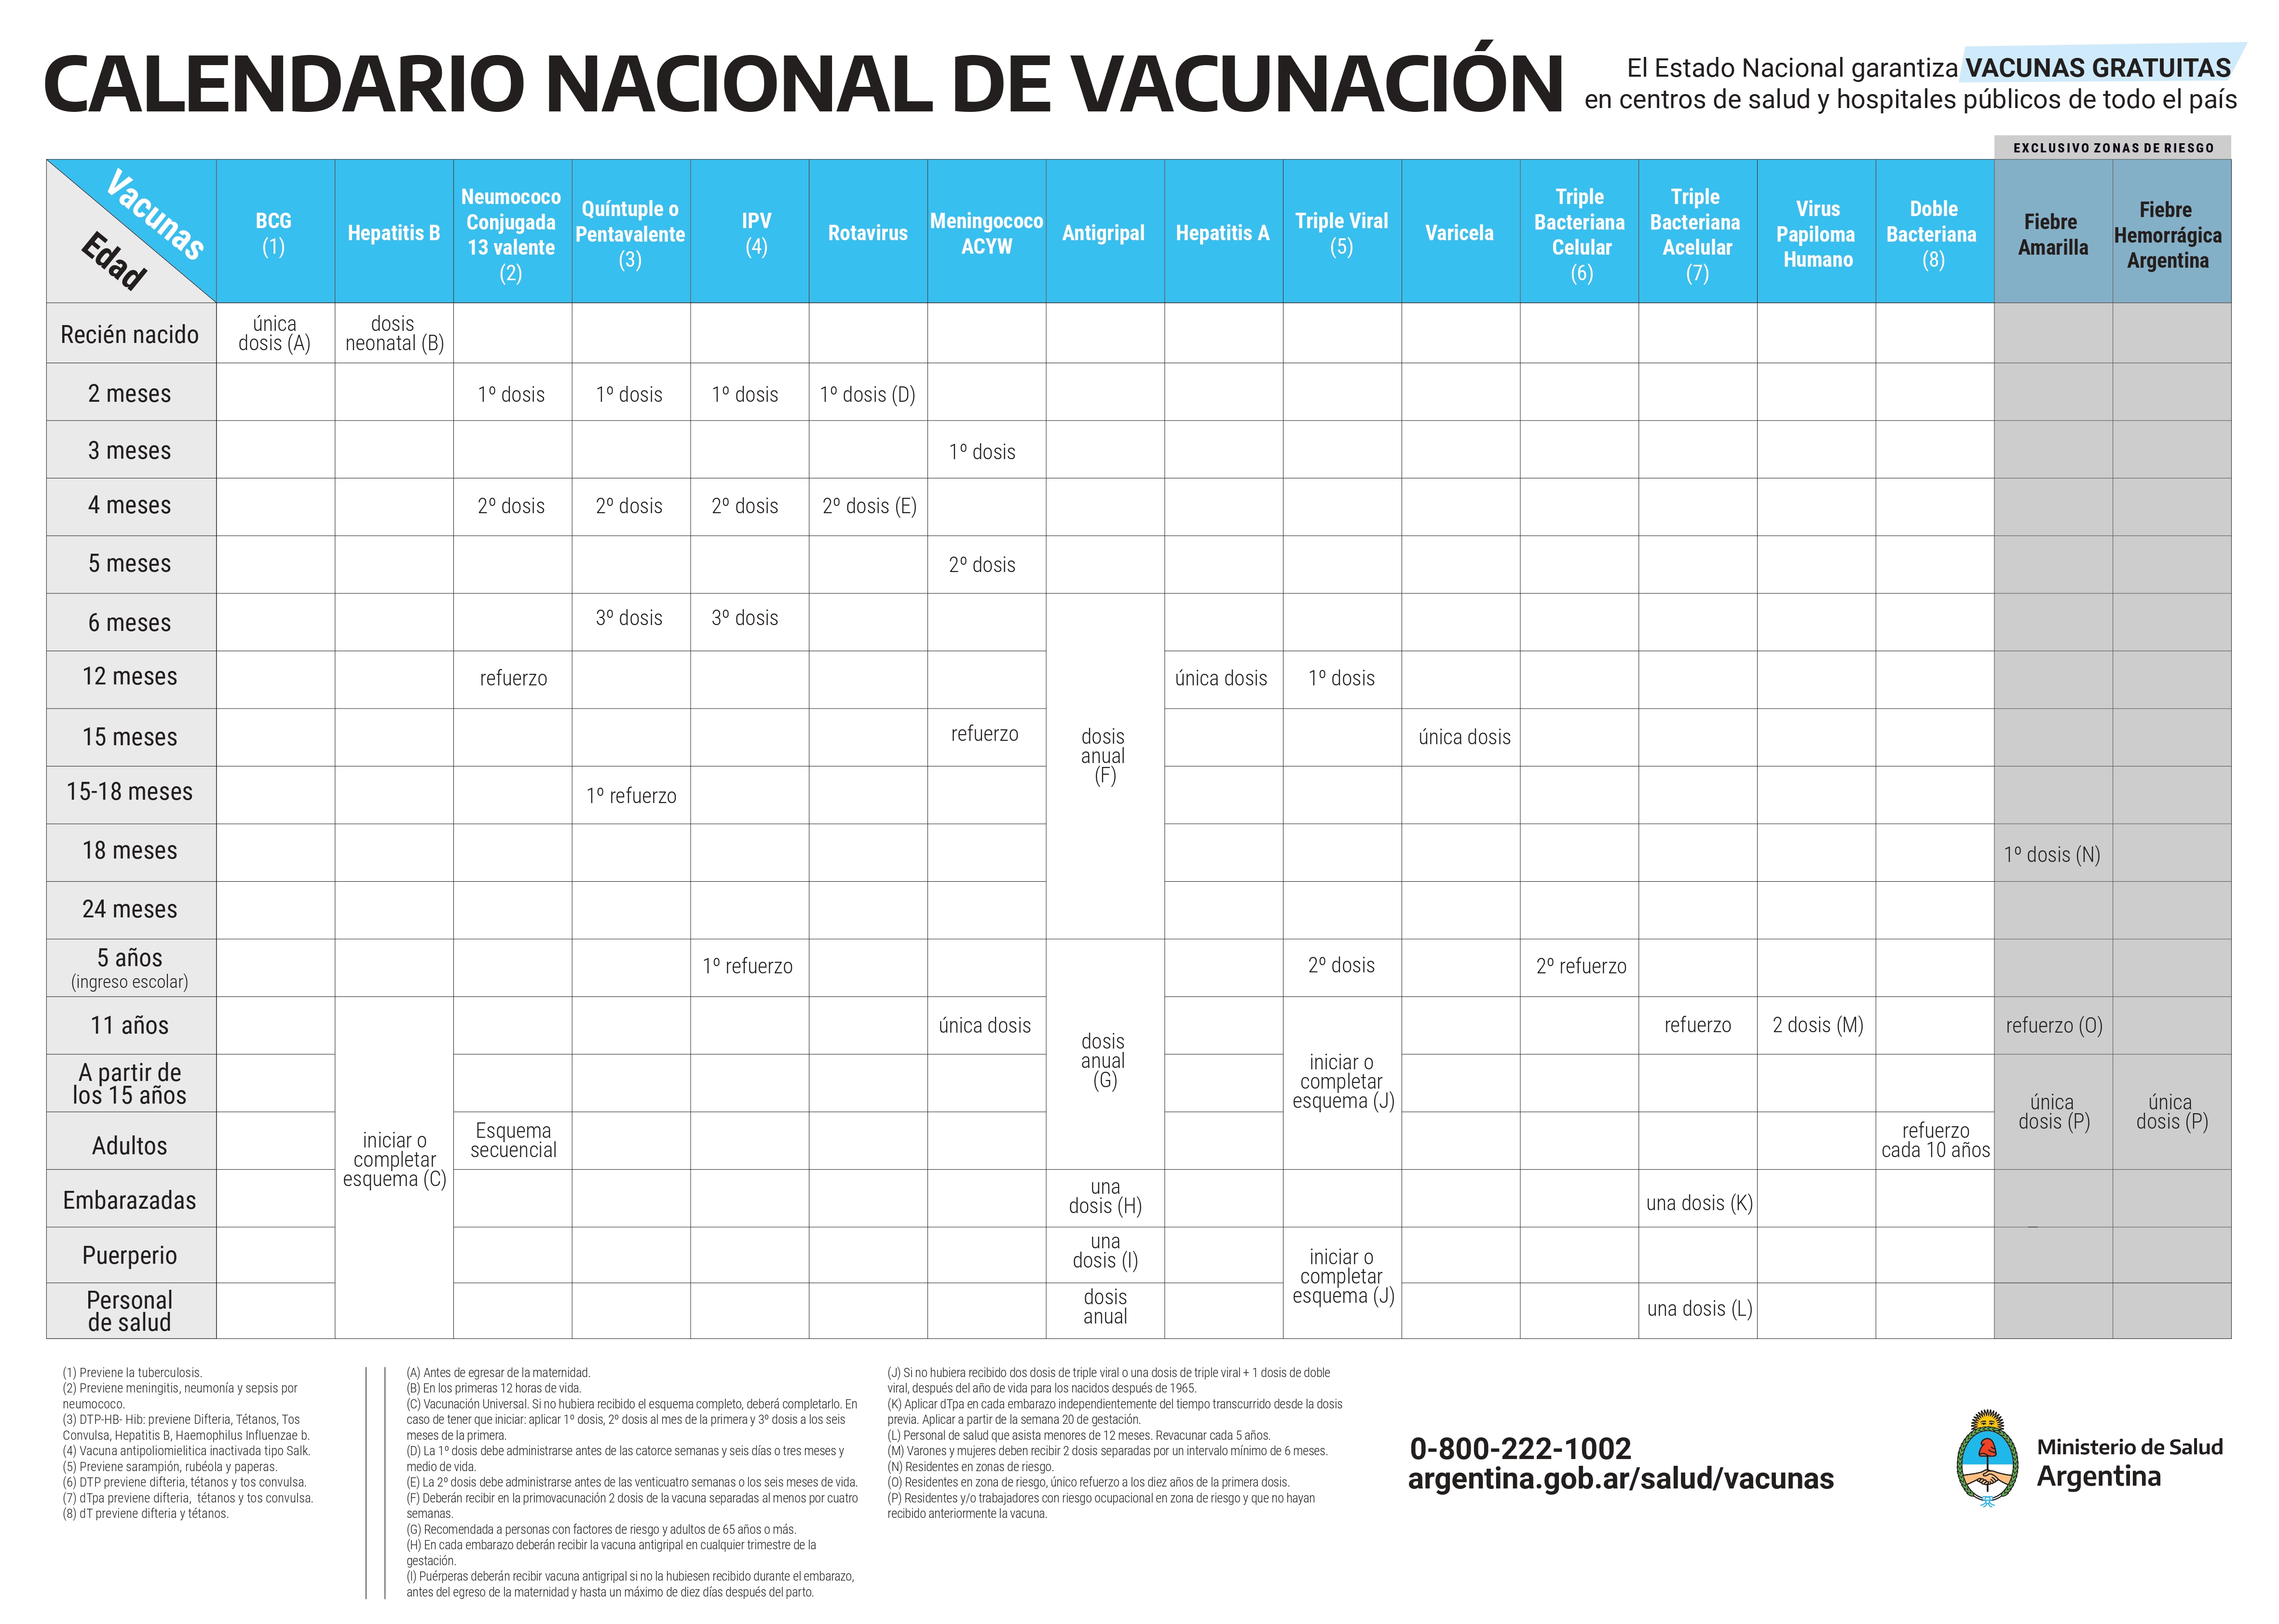 CALENDARIO NACIONAL DE VACUNACIÓN
El Estado Nacional garantiza VACUNAS GRATUITAS
en centros de salud y hospitales públicos de todo el país
EXCLUSIVO ZONAS DE RIESGO
Vacunas
Edad
BCG
(1)
Hepatitis B
Neumococo
Conjugada
13 valente
(2)
Quíntuple o
Pentavalente
(3)
IPV
(4)
Rotavirus
Meningococo
ACYW
Antigripal
Hepatitis A
Triple Viral
(5)
Varicela
Triple
Bacteriana
Celular
(6)
Triple
Bacteriana
Acelular
(7)
Virus
Papiloma
Humano
Doble
Bacteriana
(8)
Fiebre
Amarilla
Fiebre
Hemorrágica
Argentina
Recién nacido
única
dosis (A)
dosis
neonatal (B)
2 meses
1º dosis
1º dosis
1º dosis
1º dosis (D)
3 meses
1º dosis
4 meses
2º dosis
2º dosis
2º dosis
2º dosis (E)
5 meses
2º dosis
6 meses
3º dosis
3º dosis
12 meses
refuerzo
única dosis
1º dosis
15 meses
refuerzo
dosis
anual
(F)
única dosis
15-18 meses
1º refuerzo
18 meses
1º dosis (N)
24 meses
5 años
(ingreso escolar)
1º refuerzo
2º dosis
2º refuerzo
11 años
única dosis
dosis
anual
(G)
refuerzo
2 dosis (M)
refuerzo (O)
A partir de
los 15 años
iniciar o
completar
esquema (J)
única
dosis (P)
única
dosis (P)
Adultos
iniciar o
completar
esquema (C)
Esquema
secuencial
refuerzo
cada 10 años
Embarazadas
una
dosis (H)
una dosis (K)
Puerperio
una
dosis (I)
iniciar o
completar
esquema (J)
Personal
de salud
dosis
anual
una dosis (L)
(1) Previene la tuberculosis.
(2) Previene meningitis, neumonía y sepsis por
neumococo.
(3) DTP-HB- Hib: previene Difteria, Tétanos, Tos
Convulsa, Hepatitis B, Haemophilus Influenzae b.
(4) Vacuna antipoliomielitica inactivada tipo Salk.
(5) Previene sarampión, rubéola y paperas.
(6) DTP previene difteria, tétanos y tos convulsa.
(7) dTpa previene difteria, tétanos y tos convulsa.
(8) dT previene difteria y tétanos.
(A) Antes de egresar de la maternidad.
(B) En los primeras 12 horas de vida.
(C) Vacunación Universal. Si no hubiera recibido el esquema completo, deberá completarlo. En
caso de tener que iniciar: aplicar 1º dosis, 2º dosis al mes de la primera y 3º dosis a los seis
meses de la primera.
(D) La 1º dosis debe administrarse antes de las catorce semanas y seis días o tres meses y
medio de vida.
(E) La 2º dosis debe administrarse antes de las venticuatro semanas o los seis meses de vida.
(F) Deberán recibir en la primovacunación 2 dosis de la vacuna separadas al menos por cuatro
semanas.
(G) Recomendada a personas con factores de riesgo y adultos de 65 años o más.
(H) En cada embarazo deberán recibir la vacuna antigripal en cualquier trimestre de la
gestación.
(I) Puérperas deberán recibir vacuna antigripal si no la hubiesen recibido durante el embarazo,
antes del egreso de la maternidad y hasta un máximo de diez días después del parto.
(J) Si no hubiera recibido dos dosis de triple viral o una dosis de triple viral + 1 dosis de doble
viral, después del año de vida para los nacidos después de 1965.
(K) Aplicar dTpa en cada embarazo independientemente del tiempo transcurrido desde la dosis
previa. Aplicar a partir de la semana 20 de gestación.
(L) Personal de salud que asista menores de 12 meses. Revacunar cada 5 años.
(M) Varones y mujeres deben recibir 2 dosis separadas por un intervalo mínimo de 6 meses.
(N) Residentes en zonas de riesgo.
(O) Residentes en zona de riesgo, único refuerzo a los diez años de la primera dosis.
(P) Residentes y/o trabajadores con riesgo ocupacional en zona de riesgo y que no hayan
recibido anteriormente la vacuna.
0-800-222-1002
argentina.gob.ar/salud/vacunas
Ministerio de Salud
Argentina